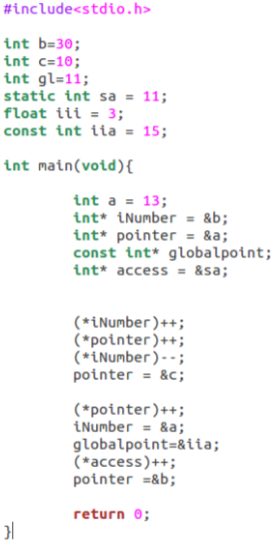 #include<stdio.h>
int b=30;
int c=10;
int gl=11;
static int sa = 11;
float iii = 3;
const int iia = 15;
int main(void){
int a = 13;
int* iNumber = &b;
int* pointer = &a;
const int* globalpoint;
int* access = &sa;
(*iNumber)++;
(*pointer)++;
(*iNumber)--;
pointer = &c;
(*pointer)++;
iNumber = &a;
globalpoint=&iia;
(*access)++;
pointer =&b;
return 0;
}